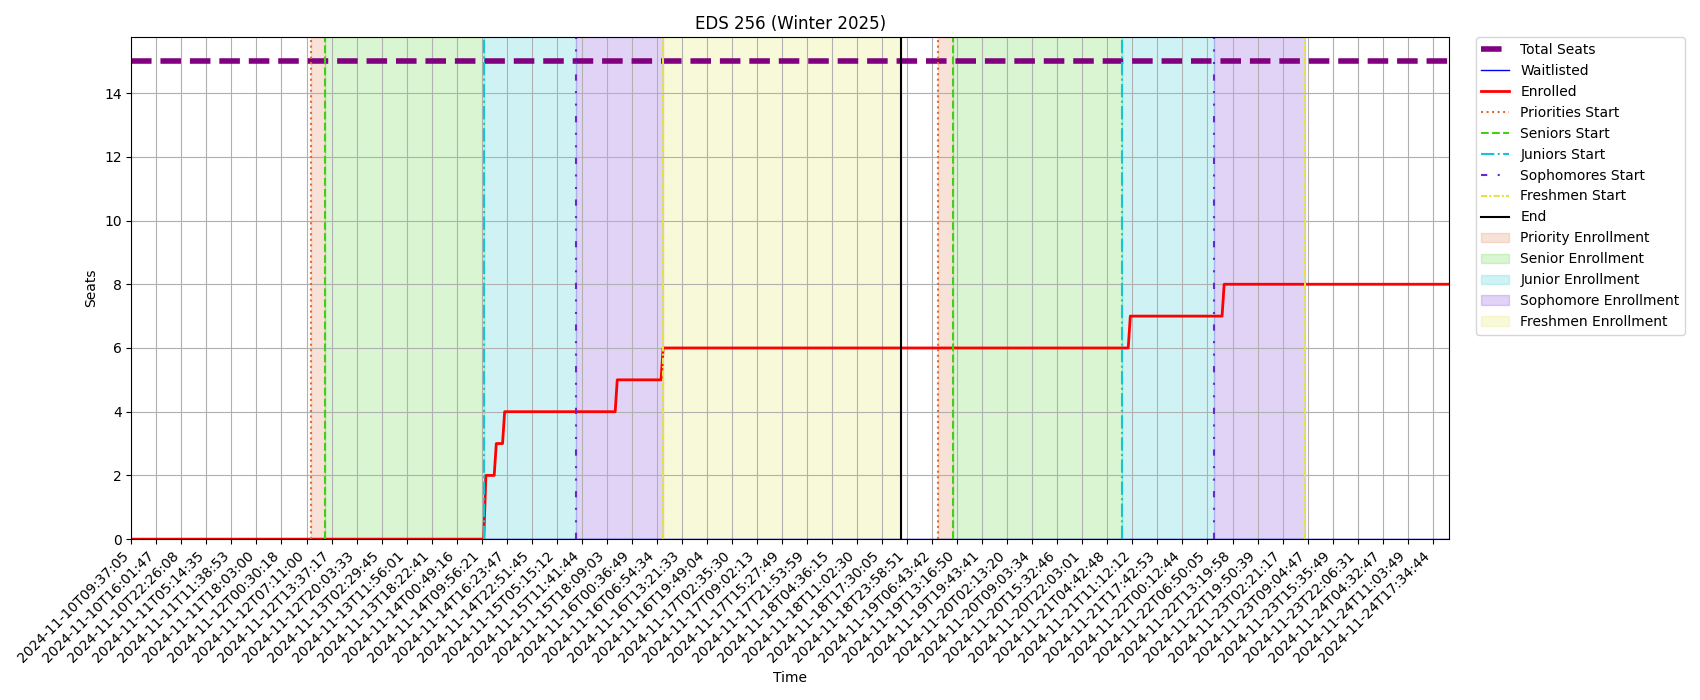 EDS 256 (Winter 2025)
Total Seats
Waitlisted
Enrolled
Priorities Start
Seniors Start
Juniors Start
Sophomores Start
Freshmen Start
End
Priority Enrollment
Senior Enrollment
Junior Enrollment
Sophomore Enrollment
Freshmen Enrollment
Seats
14
12
10
8
6
4
2
0
2024-11-10T09:37:05
2024-11-10T16:01:47
2024-11-10T22:26:08
2024-11-11T05:14:35
2024-11-11T11:38:53
2024-11-11T18:03:00
2024-11-12T00:30:18
2024-11-12T07:11:00
2024-11-12T13:37:17
2024-11-12T20:03:33
2024-11-13T02:29:45
2024-11-13T11:56:01
2024-11-13T18:22:41
2024-11-14T00:49:16
2024-11-14T09:56:21
2024-11-14T16:23:47
2024-11-14T22:51:45
2024-11-15T05:15:12
2024-11-15T11:41:44
2024-11-15T18:09:03
2024-11-16T00:36:49
2024-11-16T06:54:34
2024-11-16T13:21:33
2024-11-16T19:49:04
2024-11-17T02:35:30
2024-11-17T09:02:13
2024-11-17T15:27:49
2024-11-17T21:53:59
2024-11-18T04:36:15
2024-11-18T11:02:30
2024-11-18T17:30:05
2024-11-18T23:58:51
2024-11-19T06:43:42
2024-11-19T13:16:50
2024-11-19T19:43:41
2024-11-20T02:13:20
2024-11-20T09:03:34
2024-11-20T15:32:46
2024-11-20T22:03:01
2024-11-21T04:42:48
2024-11-21T11:12:12
2024-11-21T17:42:53
2024-11-22T00:12:44
2024-11-22T06:50:05
2024-11-22T13:19:58
2024-11-22T19:50:39
2024-11-23T02:21:17
2024-11-23T09:04:47
2024-11-23T15:35:49
2024-11-23T22:06:31
2024-11-24T04:32:47
2024-11-24T11:03:49
2024-11-24T17:34:44
Time